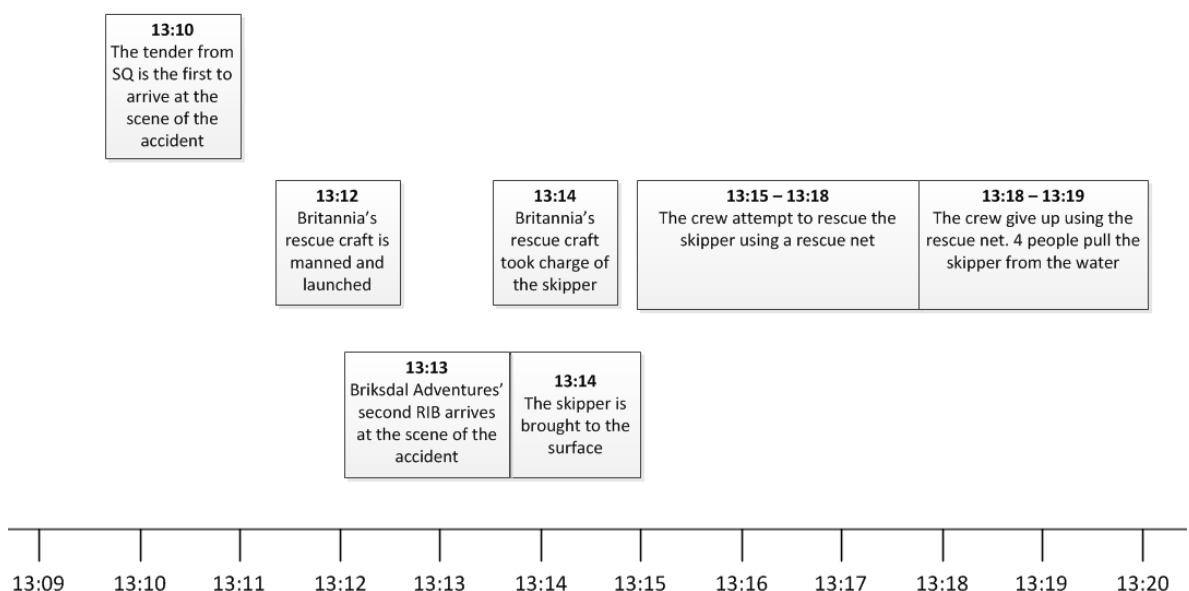 13:10
The tender from
SQ is the first to
arrive at the
scene of the
accident
13:12
Britannia’s
rescue craft is
manned and
launched
13:14
Britannia’s
rescue craft
took charge of
the skipper
13:15 – 13:18
The crew attempt to rescue the
skipper using a rescue net
13:18 – 13:19
The crew give up using the
rescue net. 4 people pull the
skipper from the water
13:13
Briksdal Adventures’
second RIB arrives
at the scene of the
accident
13:14
The skipper is
brought to the
surface
13:09 13:10 13:11 13:12 13:13 13:14 13:15 13:16 13:17 13:18 13:19 13:20